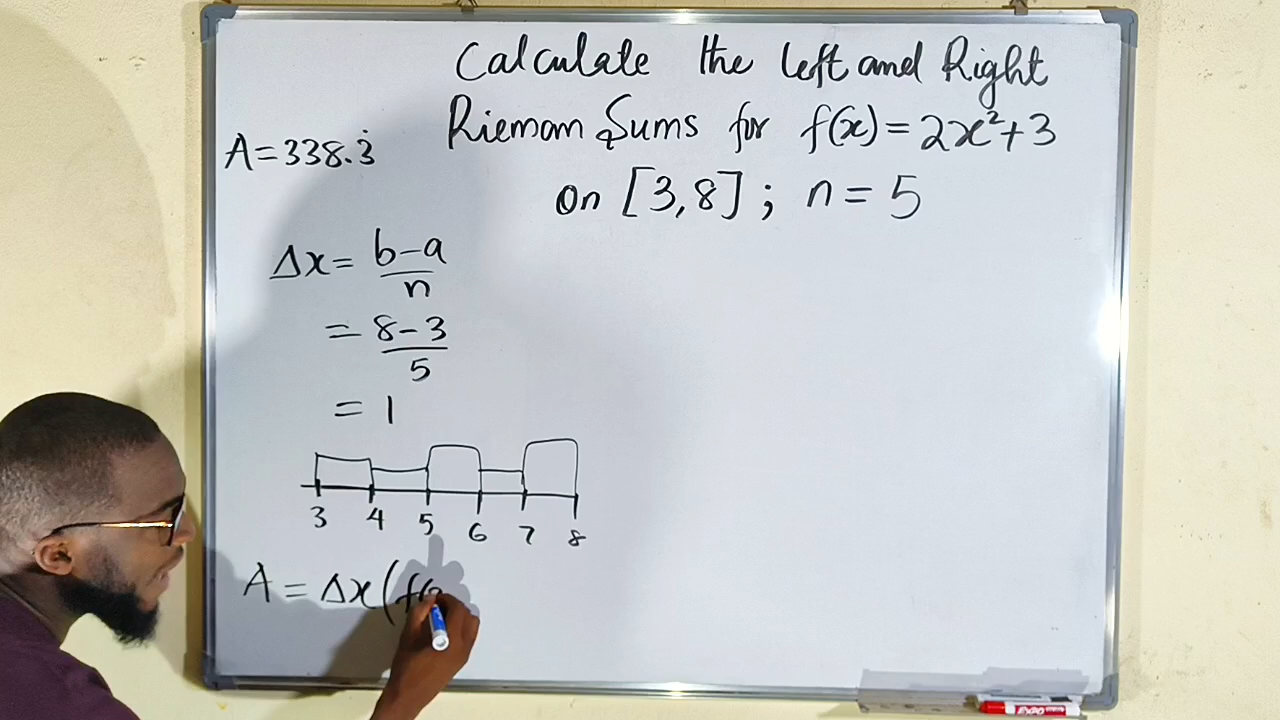 Calculate the Left and Right
Riemann Sums for f(x) = 2x²+3
on [3,8] ; n = 5
A = 338.3̇
Δx = b-a
n
= 8-3
5
= 1
3 4 5 6 7 8
A = Δx(f(
EXPO